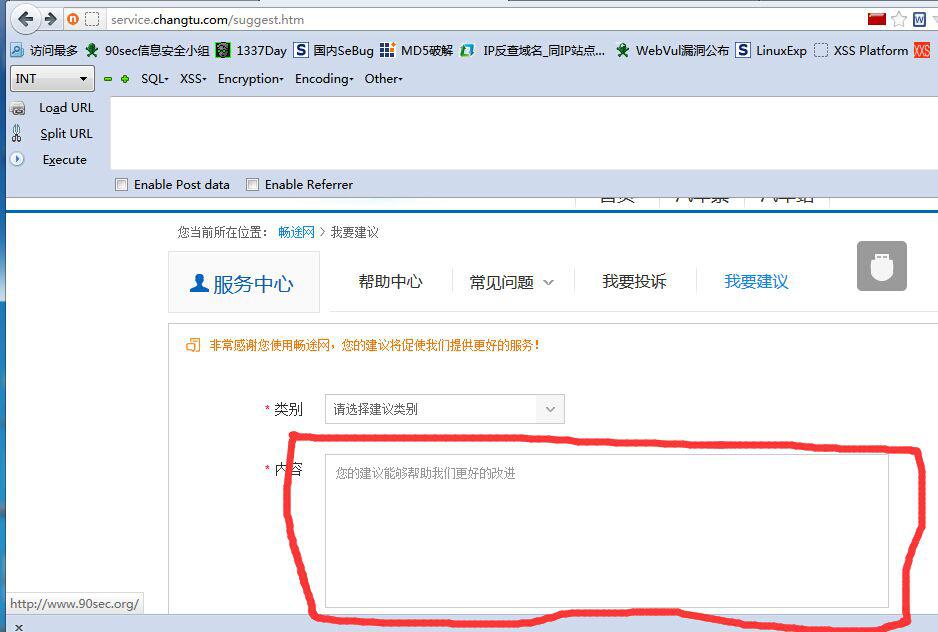 service.changtu.com/suggest.htm
访问最多 90sec信息安全小组 1337Day 国内SeBug MD5破解 IP反查域名_同IP站点... WebVul漏洞公布 LinuxExp XSS Platform
INT SQL XSS Encryption Encoding Other
Load URL
Split URL
Execute
Enable Post data Enable Referrer
您当前所在位置： 畅途网 > 我要建议
服务中心 帮助中心 常见问题 我要投诉 我要建议
非常感谢您使用畅途网，您的建议将促使我们提供更好的服务！
* 类别 请选择建议类别
* 内容 您的建议能够帮助我们更好的改进
http://www.90sec.org/
x